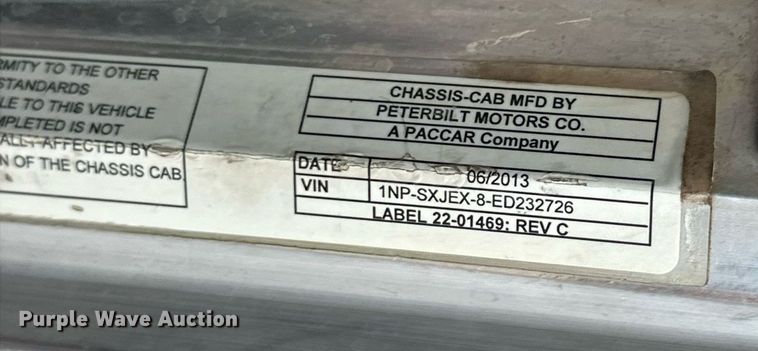 RMITY TO THE OTHER
STANDARDS
LE TO THIS VEHICLE
MPLETED IS NOT
ALLY AFFECTED BY
N OF THE CHASSIS CAB
CHASSIS-CAB MFD BY
PETERBILT MOTORS CO.
A PACCAR Company
DATE 06/2013
VIN 1NP-SXJEX-8-ED232726
LABEL 22-01469: REV C
Purple Wave Auction